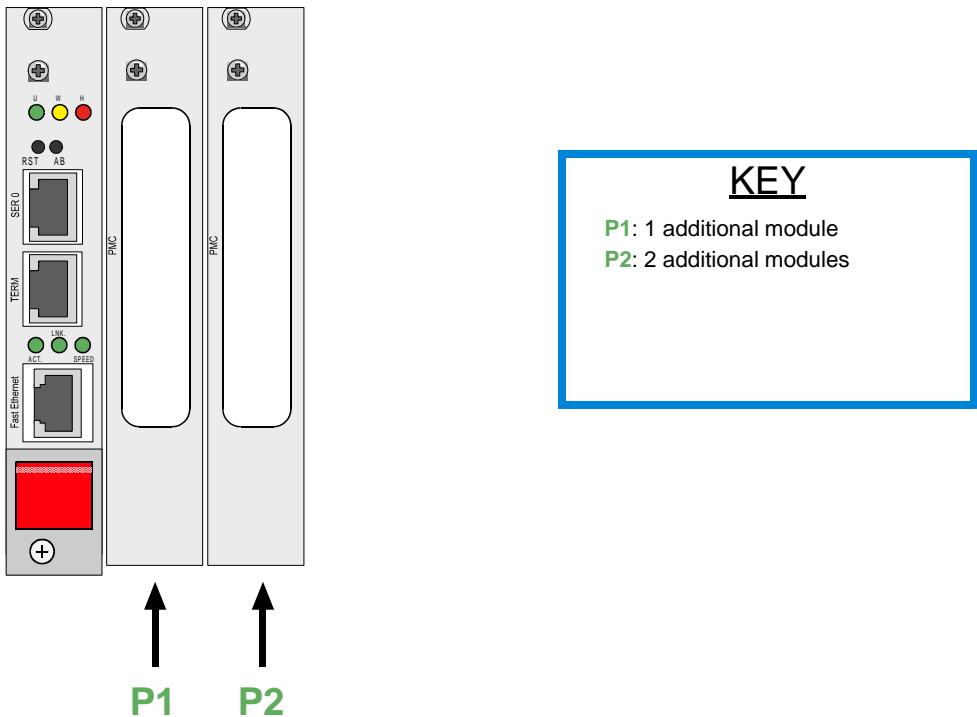 U W H
RST AB
SER 0
TERM
LNK.
ACT. SPEED
Fast Ethernet
PMC
PMC
P1 P2
KEY
P1: 1 additional module
P2: 2 additional modules